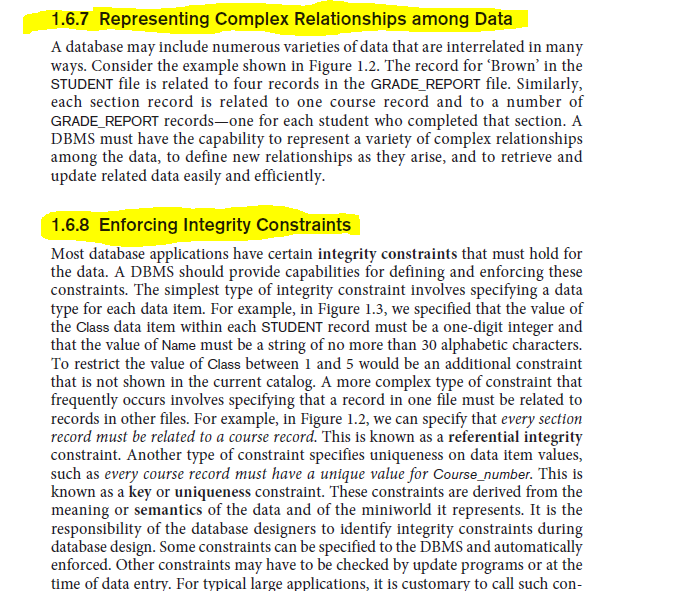 1.6.7 Representing Complex Relationships among Data
A database may include numerous varieties of data that are interrelated in many
ways. Consider the example shown in Figure 1.2. The record for ‘Brown’ in the
STUDENT file is related to four records in the GRADE_REPORT file. Similarly,
each section record is related to one course record and to a number of
GRADE_REPORT records—one for each student who completed that section. A
DBMS must have the capability to represent a variety of complex relationships
among the data, to define new relationships as they arise, and to retrieve and
update related data easily and efficiently.
1.6.8 Enforcing Integrity Constraints
Most database applications have certain integrity constraints that must hold for
the data. A DBMS should provide capabilities for defining and enforcing these
constraints. The simplest type of integrity constraint involves specifying a data
type for each data item. For example, in Figure 1.3, we specified that the value of
the Class data item within each STUDENT record must be a one-digit integer and
that the value of Name must be a string of no more than 30 alphabetic characters.
To restrict the value of Class between 1 and 5 would be an additional constraint
that is not shown in the current catalog. A more complex type of constraint that
frequently occurs involves specifying that a record in one file must be related to
records in other files. For example, in Figure 1.2, we can specify that every section
record must be related to a course record. This is known as a referential integrity
constraint. Another type of constraint specifies uniqueness on data item values,
such as every course record must have a unique value for Course_number. This is
known as a key or uniqueness constraint. These constraints are derived from the
meaning or semantics of the data and of the miniworld it represents. It is the
responsibility of the database designers to identify integrity constraints during
database design. Some constraints can be specified to the DBMS and automatically
enforced. Other constraints may have to be checked by update programs or at the
time of data entry. For typical large applications, it is customary to call such con-